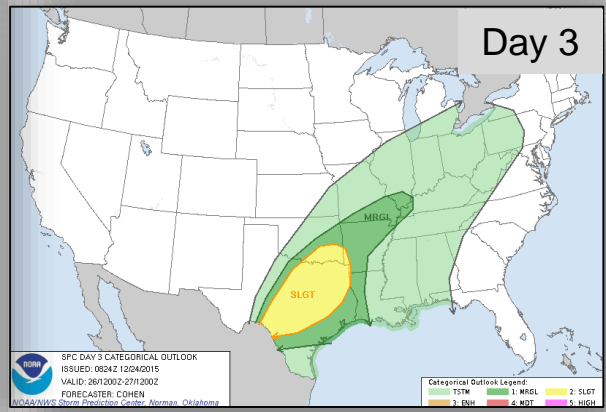 Day 3
MRGL
SLGT
NOAA
SPC DAY 3 CATEGORICAL OUTLOOK
ISSUED: 0824Z 12/24/2015
VALID: 26/1200Z-27/1200Z
FORECASTER: COHEN
NOAA/NWS Storm Prediction Center, Norman, Oklahoma
Categorical Outlook Legend:
TSTM 1: MRGL 2: SLGT
3: ENH 4: MDT 5: HIGH